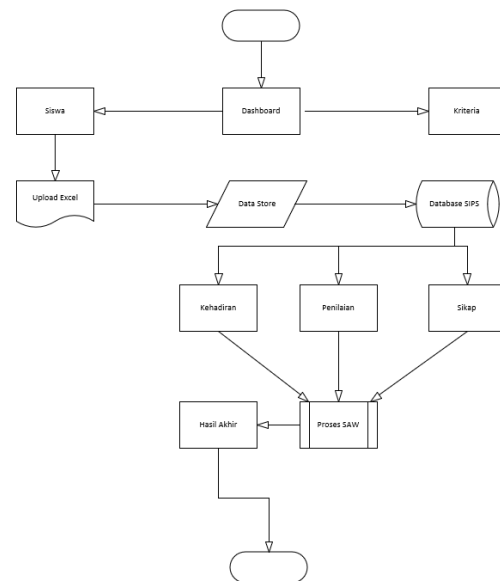 Siswa
Dashboard
Kriteria
Upload Excel
Data Store
Database SIPS
Kehadiran
Penilaian
Sikap
Hasil Akhir
Proses SAW